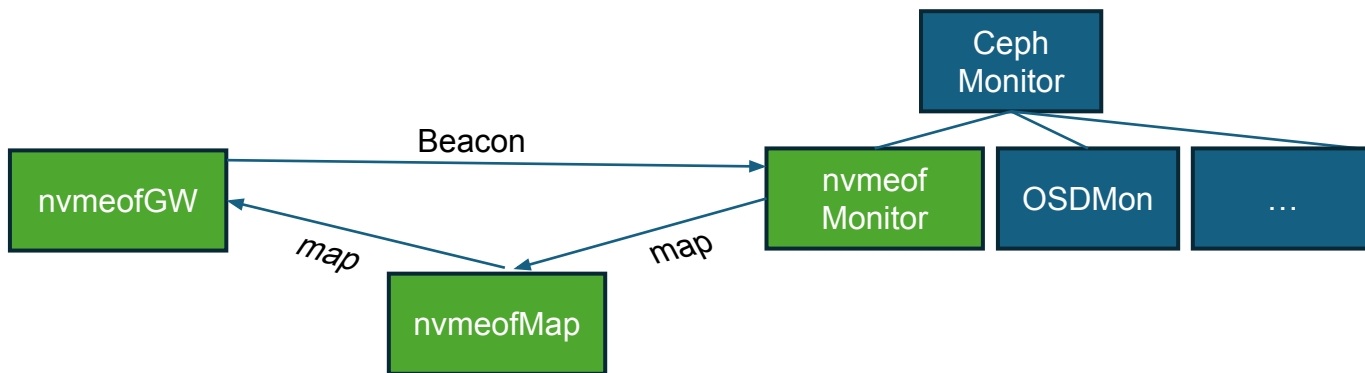 Ceph
Monitor
Beacon
nvmeofGW
nvmeof
Monitor
OSDMon
...
map
map
nvmeofMap